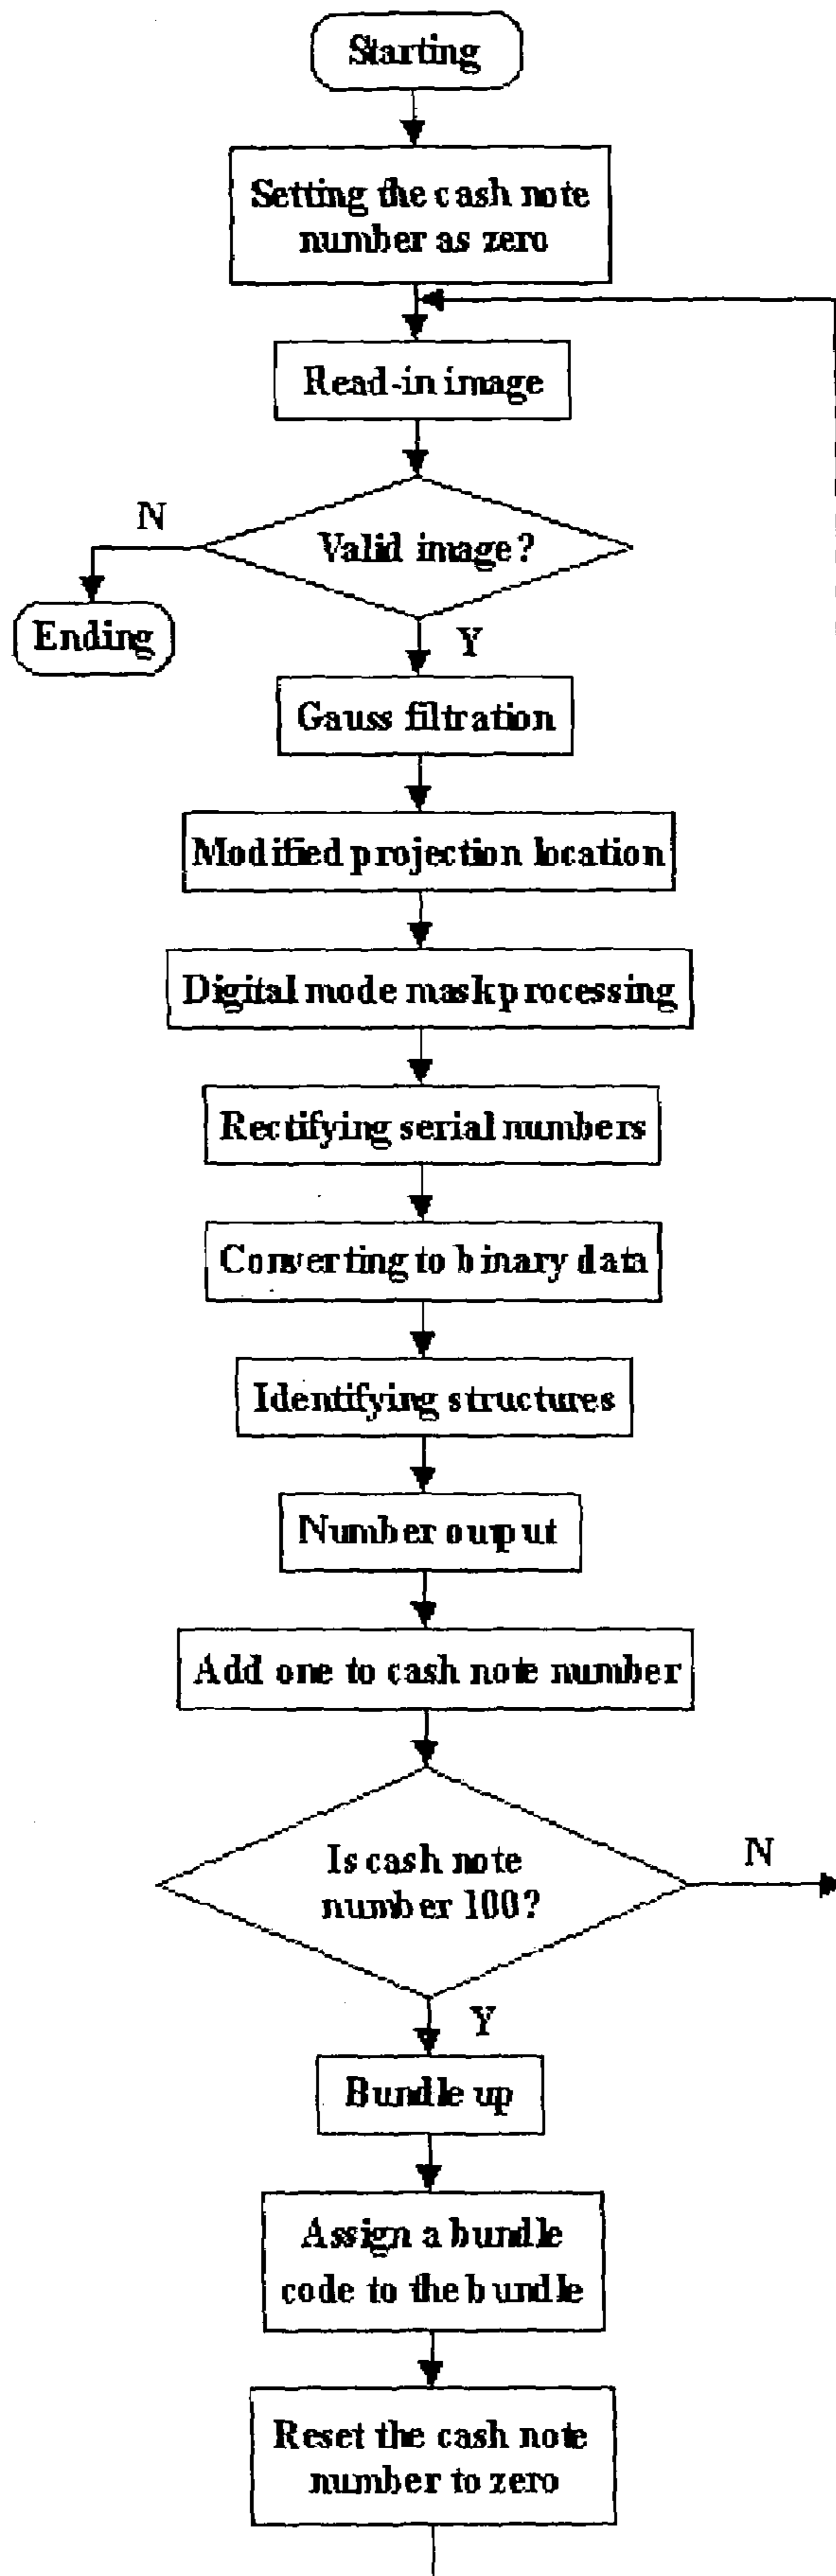 Starting
Setting the cash note
number as zero
Read-in image
Valid image?
N
Ending
Y
Gauss filtration
Modified projection location
Digital mode mask processing
Rectifying serial numbers
Converting to binary data
Identifying structures
Number ourput
Add one to cash note number
Is cash note
number 100?
N
Y
Bundle up
Assign a bundle
code to the bundle
Reset the cash note
number to zero